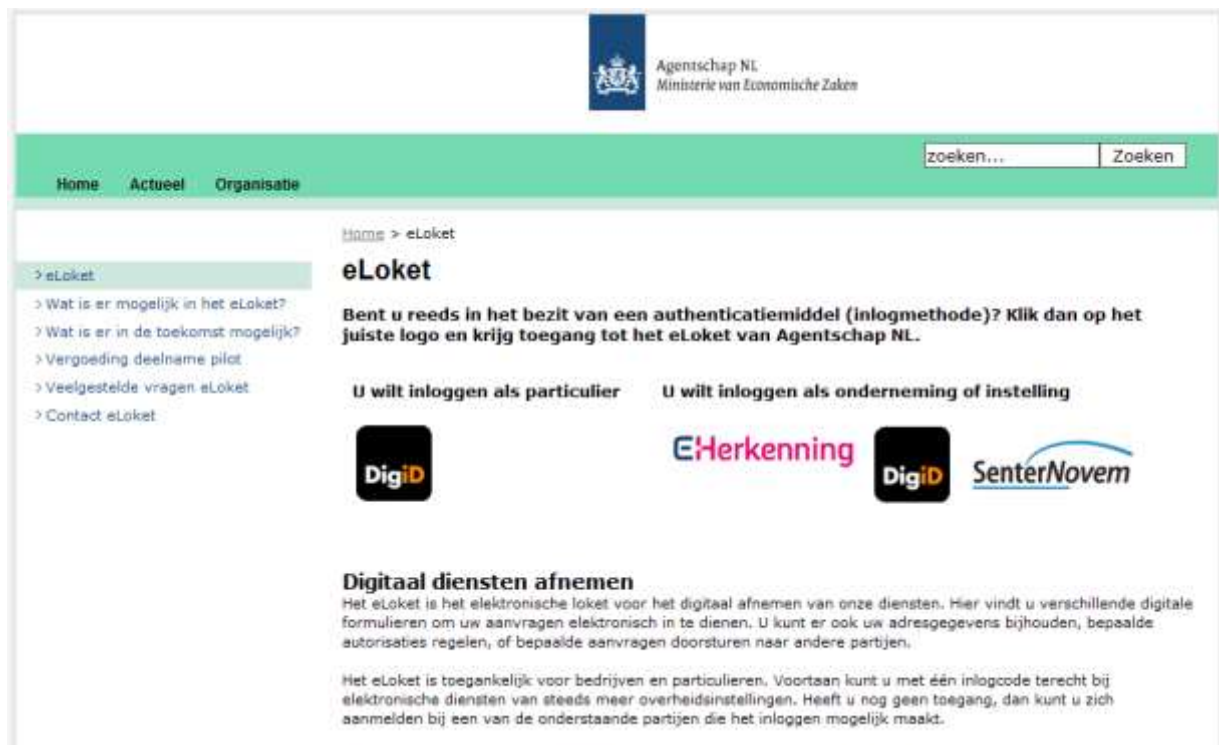 Agentschap NL
Ministerie van Economische Zaken
zoeken...
Zoeken
Home
Actueel
Organisatie
Home > eLoket
> eLoket
> Wat is er mogelijk in het eLoket?
> Wat is er in de toekomst mogelijk?
> Vergoeding deelname pilot
> Veelgestelde vragen eLoket
> Contact eLoket
eLoket
Bent u reeds in het bezit van een authenticatiemiddel (inlogmethode)? Klik dan op het
juiste logo en krijg toegang tot het eLoket van Agentschap NL.
U wilt inloggen als particulier
DigiD
U wilt inloggen als onderneming of instelling
EHerkenning
DigiD
SenterNovem
Digitaal diensten afnemen
Het eLoket is het elektronische loket voor het digitaal afnemen van onze diensten. Hier vindt u verschillende digitale
formulieren om uw aanvragen elektronisch in te dienen. U kunt er ook uw adresgegevens bijhouden, bepaalde
autorisaties regelen, of bepaalde aanvragen doorsturen naar andere partijen.
Het eLoket is toegankelijk voor bedrijven en particulieren. Voortaan kunt u met één inlogcode terecht bij
elektronische diensten van steeds meer overheidsinstellingen. Heeft u nog geen toegang, dan kunt u zich
aanmelden bij een van de onderstaande partijen die het inloggen mogelijk maakt.